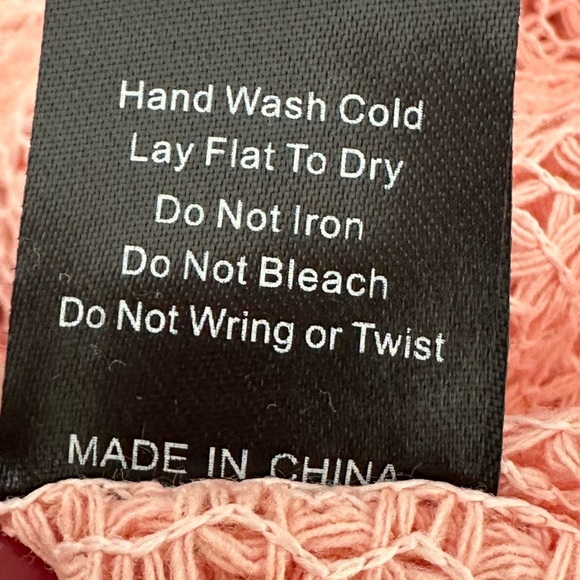 Hand Wash Cold
Lay Flat To Dry
Do Not Iron
Do Not Bleach
Do Not Wring or Twist
MADE IN CHINA